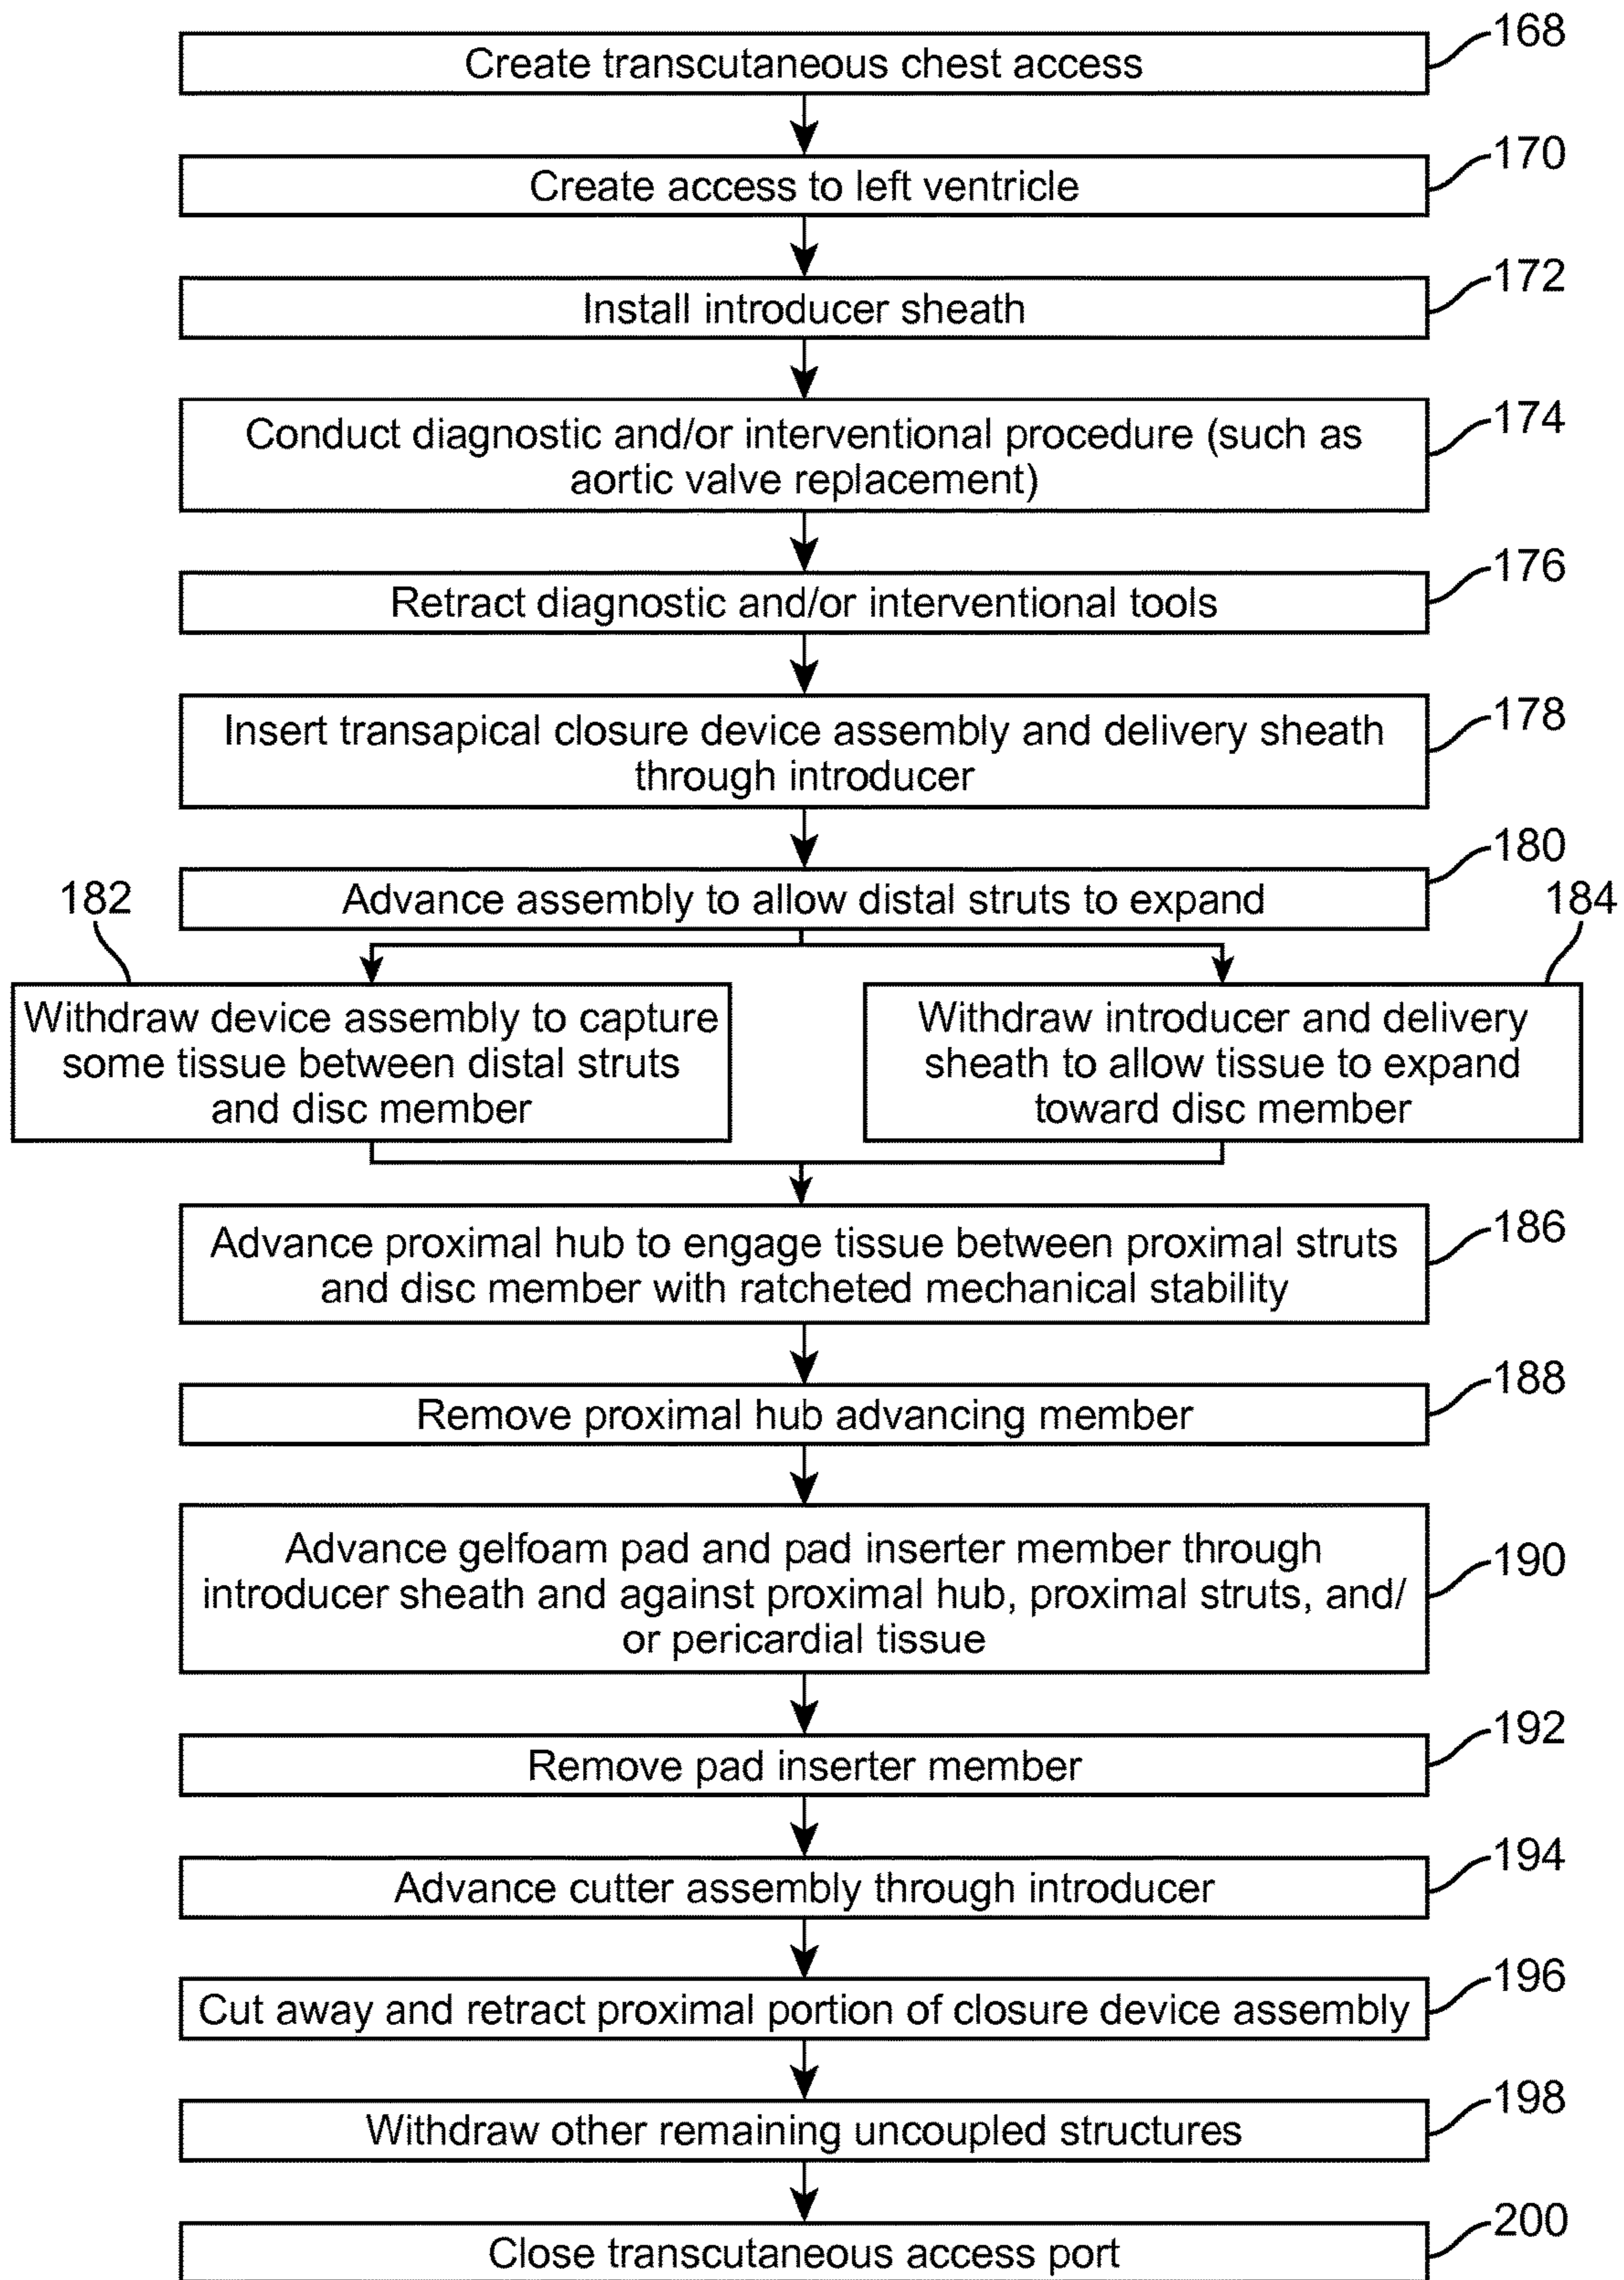 Create transcutaneous chest access
168
Create access to left ventricle
170
Install introducer sheath
172
Conduct diagnostic and/or interventional procedure (such as
aortic valve replacement)
174
Retract diagnostic and/or interventional tools
176
Insert transapical closure device assembly and delivery sheath
through introducer
178
Advance assembly to allow distal struts to expand
180
182
Withdraw device assembly to capture
some tissue between distal struts
and disc member
184
Withdraw introducer and delivery
sheath to allow tissue to expand
toward disc member
Advance proximal hub to engage tissue between proximal struts
and disc member with ratcheted mechanical stability
186
Remove proximal hub advancing member
188
Advance gelfoam pad and pad inserter member through
introducer sheath and against proximal hub, proximal struts, and/
or pericardial tissue
190
Remove pad inserter member
192
Advance cutter assembly through introducer
194
Cut away and retract proximal portion of closure device assembly
196
Withdraw other remaining uncoupled structures
198
Close transcutaneous access port
200